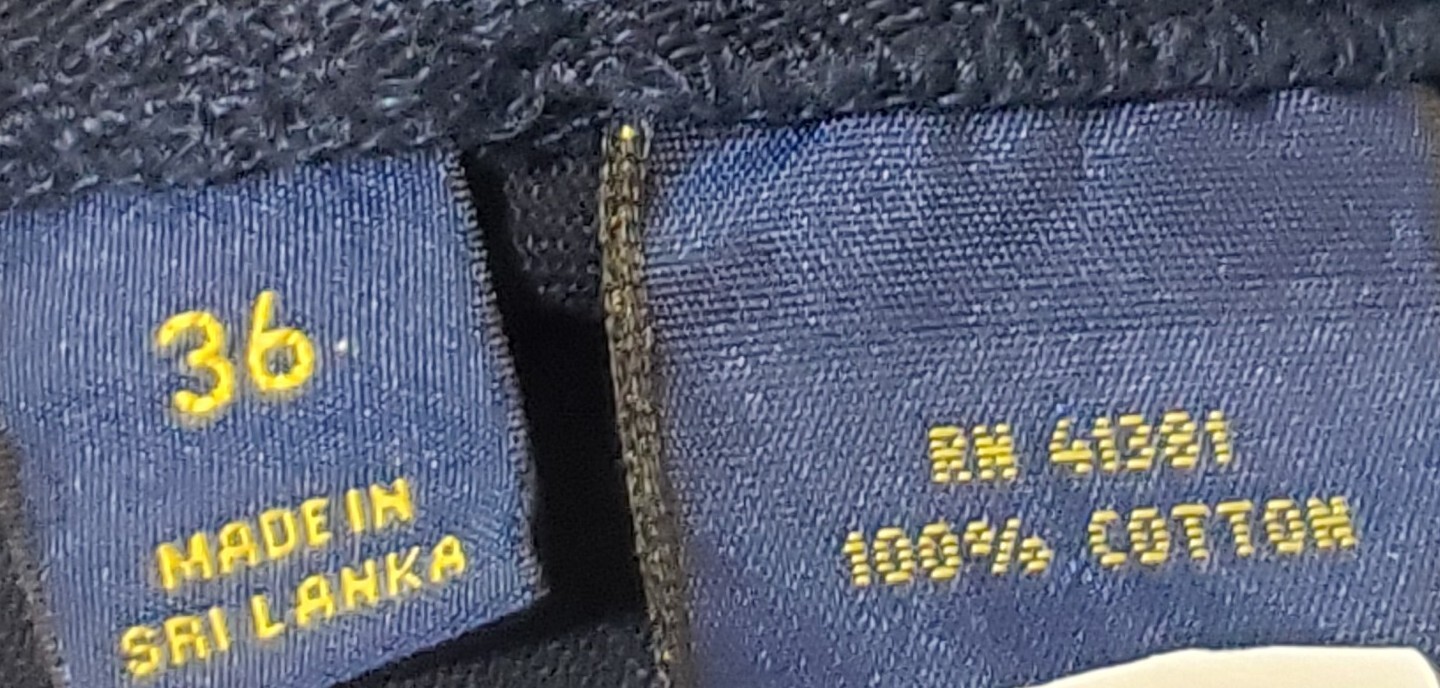 36
MADE IN
SRI LANKA
RN 41381
100% COTTON